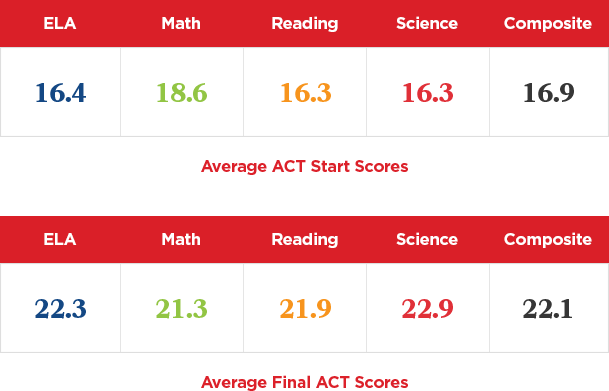 ELA Math Reading Science Composite
16.4 18.6 16.3 16.3 16.9
Average ACT Start Scores
ELA Math Reading Science Composite
22.3 21.3 21.9 22.9 22.1
Average Final ACT Scores